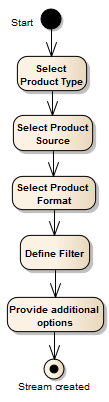 Start
Select
Product Type
Select Product
Source
Select Product
Format
Define Filter
Provide additional
options
Stream created